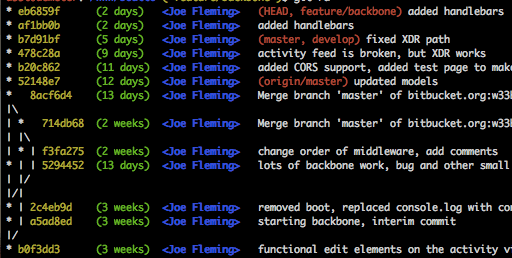 * eb6859f (2 days) <Joe Fleming> (HEAD, feature/backbone) added handlebars
* af1bb0b (2 days) <Joe Fleming> added handlebars
* b7d91bf (5 days) <Joe Fleming> (master, develop) fixed XDR path
* 478c28a (9 days) <Joe Fleming> activity feed is broken, but XDR works
* b20c862 (11 days) <Joe Fleming> added CORS support, added test page to mak
* 52148e7 (12 days) <Joe Fleming> (origin/master) updated models
* 8acf6d4 (13 days) <Joe Fleming> Merge branch 'master' of bitbucket.org:w33
|\
| * 714db68 (2 weeks) <Joe Fleming> Merge branch 'master' of bitbucket.org:w33
| |\
| * | f3fa275 (2 weeks) <Joe Fleming> change order of middleware, add comments
* | | 5294452 (13 days) <Joe Fleming> lots of backbone work, bug and other small
| |/
|/|
* | 2c4eb9d (3 weeks) <Joe Fleming> removed boot, replaced console.log with co
* | a5ad8ed (3 weeks) <Joe Fleming> starting backbone, interim commit
|/
* b0f3dd3 (3 weeks) <Joe Fleming> functional edit elements on the activity v